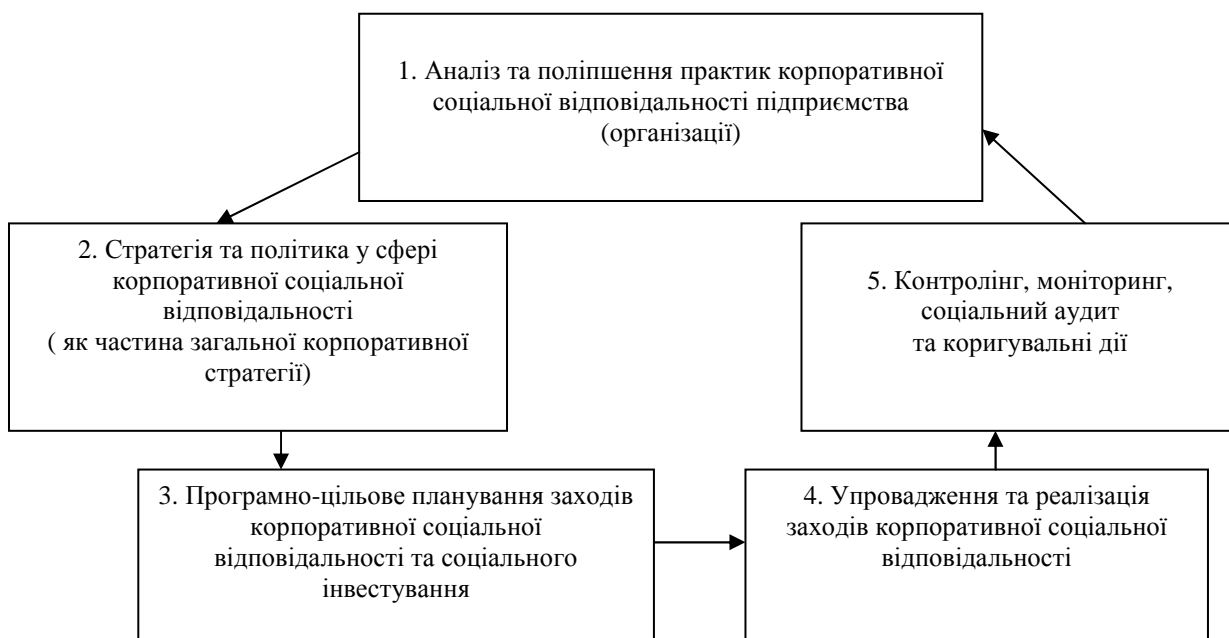 1. Аналіз та поліпшення практик корпоративної
соціальної відповідальності підприємства
(організації)
2. Стратегія та політика у сфері
корпоративної соціальної
відповідальності
( як частина загальної корпоративної
стратегії)
5. Контролінг, моніторинг,
соціальний аудит
та коригувальні дії
3. Програмно-цільове планування заходів
корпоративної соціальної
відповідальності та соціального
інвестування
4. Упровадження та реалізація
заходів корпоративної соціальної
відповідальності